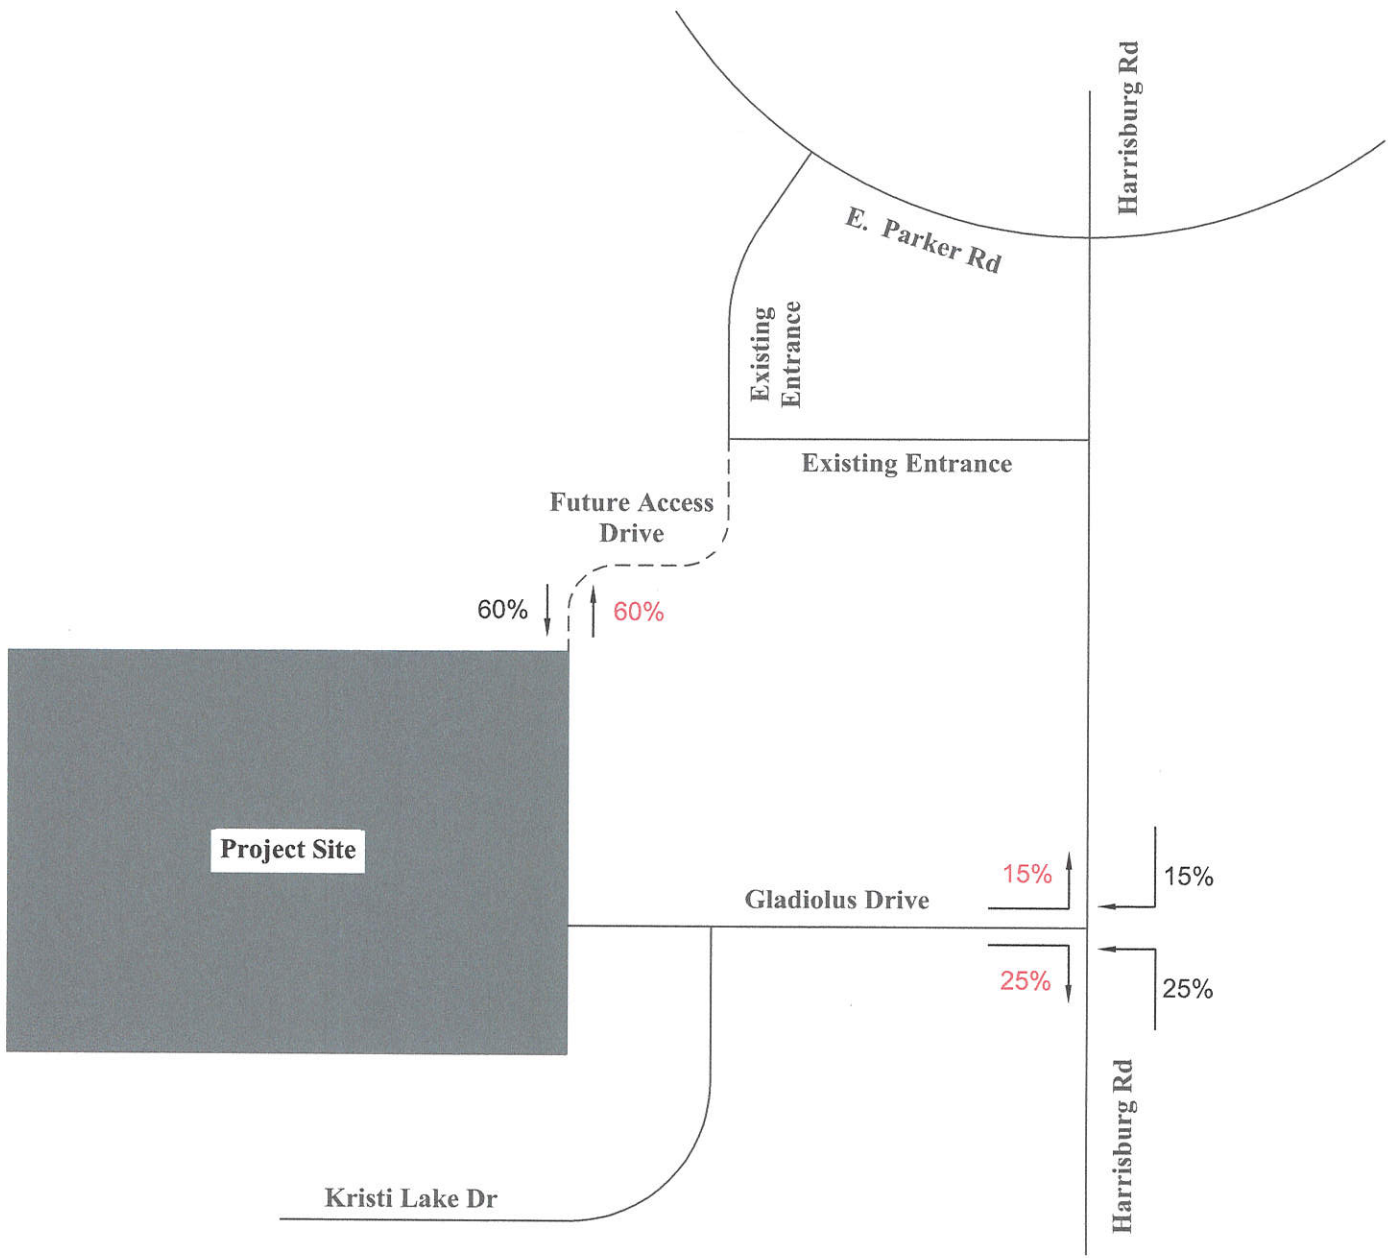 Harrisburg Rd
E. Parker Rd
Existing
Entrance
Existing Entrance
Future Access
Drive
60%
60%
Project Site
15%
15%
Gladiolus Drive
25%
25%
Harrisburg Rd
Kristi Lake Dr